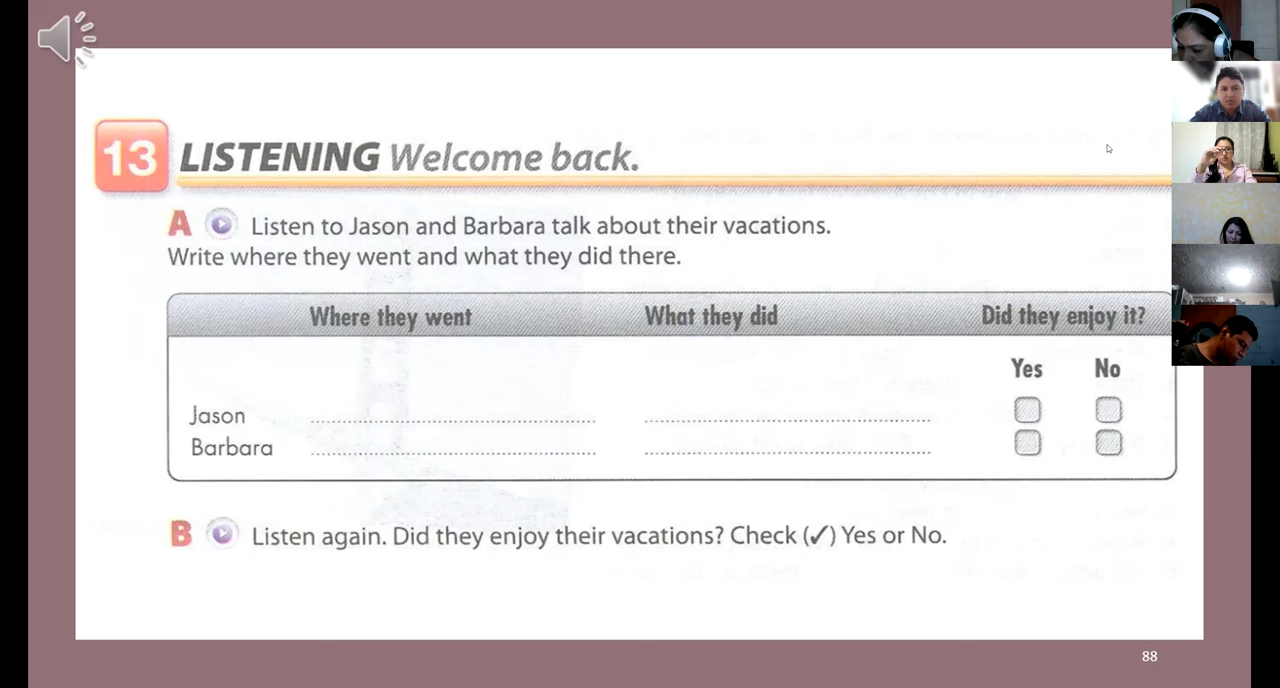 13 LISTENING Welcome back.
A Listen to Jason and Barbara talk about their vacations.
Write where they went and what they did there.
Where they went What they did Did they enjoy it?
Yes No
Jason
Barbara
B Listen again. Did they enjoy their vacations? Check (✓) Yes or No.
88